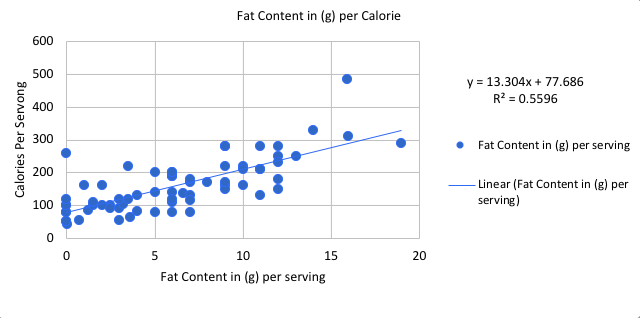 Fat Content in (g) per Calorie
600
500
400
300
200
100
0
Calories Per Servong
0
5
10
15
20
Fat Content in (g) per serving
y = 13.304x + 77.686
R² = 0.5596
Fat Content in (g) per serving
Linear (Fat Content in (g) per
serving)